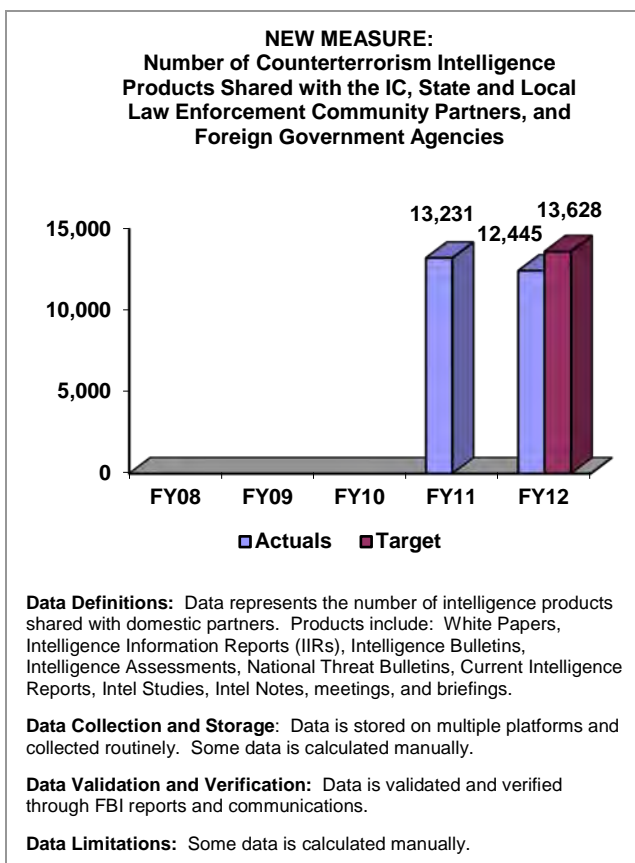 NEW MEASURE:
Number of Counterterrorism Intelligence
Products Shared with the IC, State and Local
Law Enforcement Community Partners, and
Foreign Government Agencies
13,231
12,445
13,628
15,000
10,000
5,000
0
FY08 FY09 FY10 FY11 FY12
Actuals Target
Data Definitions: Data represents the number of intelligence products
shared with domestic partners. Products include: White Papers,
Intelligence Information Reports (IIRs), Intelligence Bulletins,
Intelligence Assessments, National Threat Bulletins, Current Intelligence
Reports, Intel Studies, Intel Notes, meetings, and briefings.
Data Collection and Storage: Data is stored on multiple platforms and
collected routinely. Some data is calculated manually.
Data Validation and Verification: Data is validated and verified
through FBI reports and communications.
Data Limitations: Some data is calculated manually.